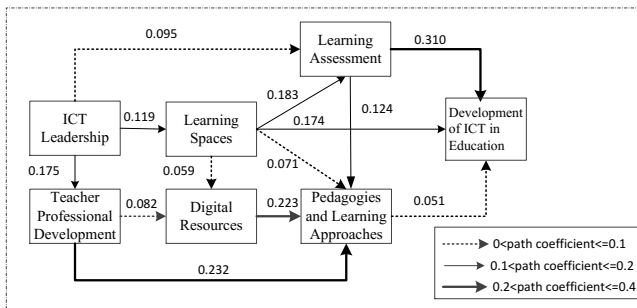 0.095
Learning
Assessment
0.310
0.183
0.124
ICT
Leadership
0.119
Learning
Spaces
0.174
Development
of ICT in
Education
0.175
0.059
0.071
Teacher
Professional
Development
0.082
Digital
Resources
0.223
Pedagogies
and Learning
Approaches
0.051
0.232
0<path coefficient<=0.1
0.1<path coefficient<=0.2
0.2<path coefficient<=0.4